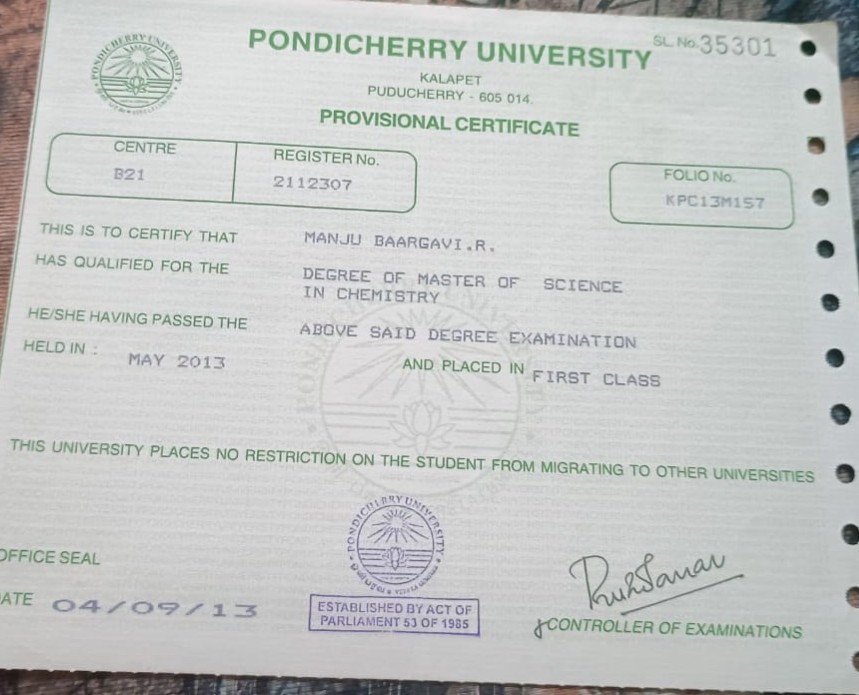 PONDICHERRY UNIVERSITY
SL. No. 35301
KALAPET
PUDUCHERRY - 605 014.
PROVISIONAL CERTIFICATE
CENTRE
B21
REGISTER No.
2112307
FOLIO No.
KPC13M157
THIS IS TO CERTIFY THAT MANJU BAARGAVI.R.
HAS QUALIFIED FOR THE DEGREE OF MASTER OF SCIENCE
IN CHEMISTRY
HE/SHE HAVING PASSED THE ABOVE SAID DEGREE EXAMINATION
HELD IN : MAY 2013 AND PLACED IN FIRST CLASS
THIS UNIVERSITY PLACES NO RESTRICTION ON THE STUDENT FROM MIGRATING TO OTHER UNIVERSITIES
PONDICHERRY UNIVERSITY
OFFICE SEAL
ATE 04/09/13
ESTABLISHED BY ACT OF
PARLIAMENT 53 OF 1985
CONTROLLER OF EXAMINATIONS